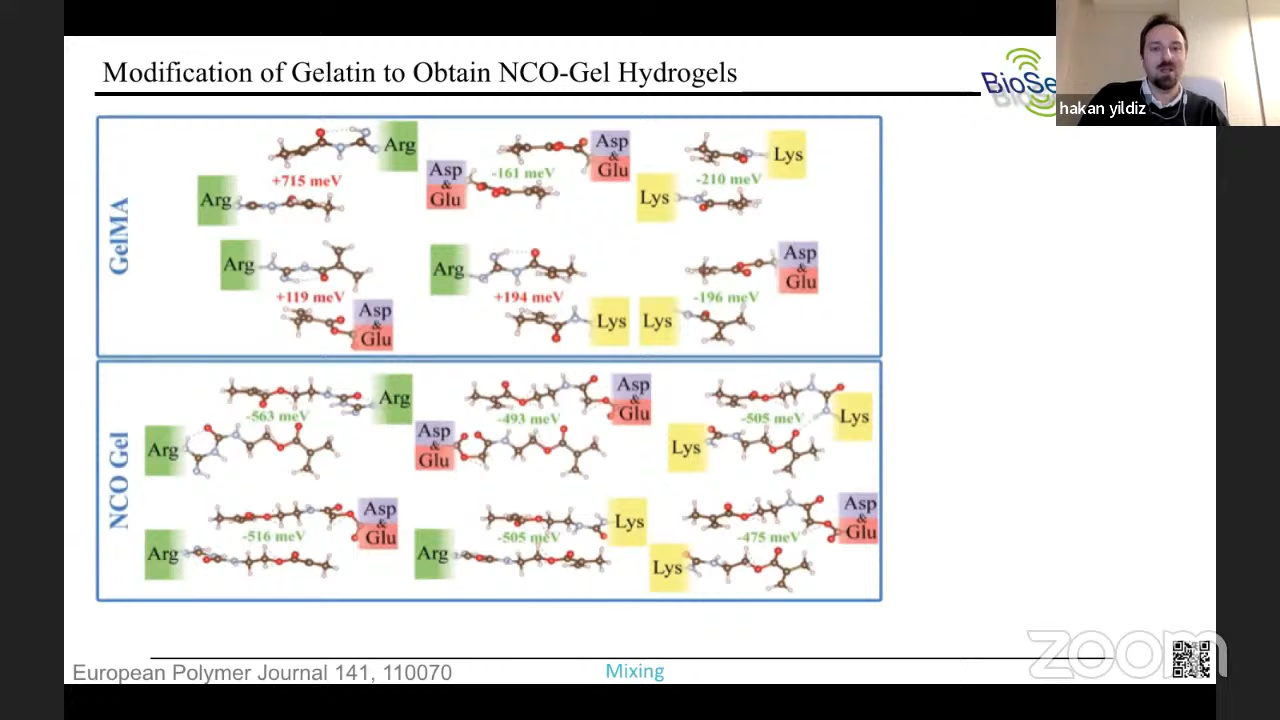 Modification of Gelatin to Obtain NCO-Gel Hydrogels
BioSe
hakan yildiz
GelMA
Arg
+715 meV
Arg
Asp
&
Glu
-161 meV
Asp
&
Glu
Lys
-210 meV
Lys
Arg
+119 meV
Asp
&
Glu
Arg
+194 meV
Lys
Asp
&
Glu
-196 meV
Lys
NCO Gel
Arg
-563 meV
Arg
Asp
&
Glu
-493 meV
Asp
&
Glu
Lys
-505 meV
Lys
Asp
&
Glu
-516 meV
Arg
Lys
-505 meV
Arg
Asp
&
Glu
-475 meV
Lys
European Polymer Journal 141, 110070
Mixing
zoom